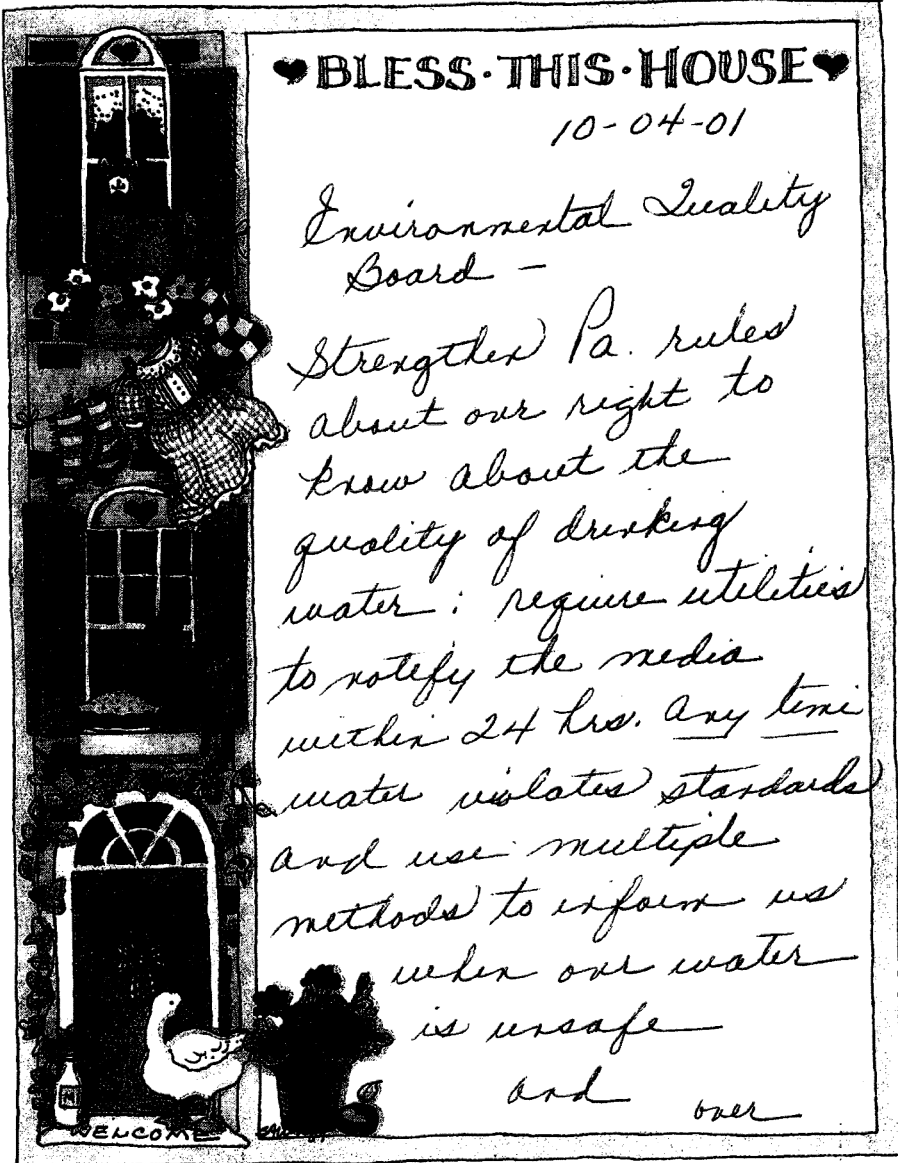 ♥BLESS·THIS·HOUSE♥
10-04-01
Environmental Quality
Board —
Strengthen Pa. rules
about our right to
know about the
quality of drinking
water: require utilities
to notify the media
within 24 hrs. any time
water violates standards
and use multiple
methods to inform us
when our water
is unsafe
and over
WELCOME